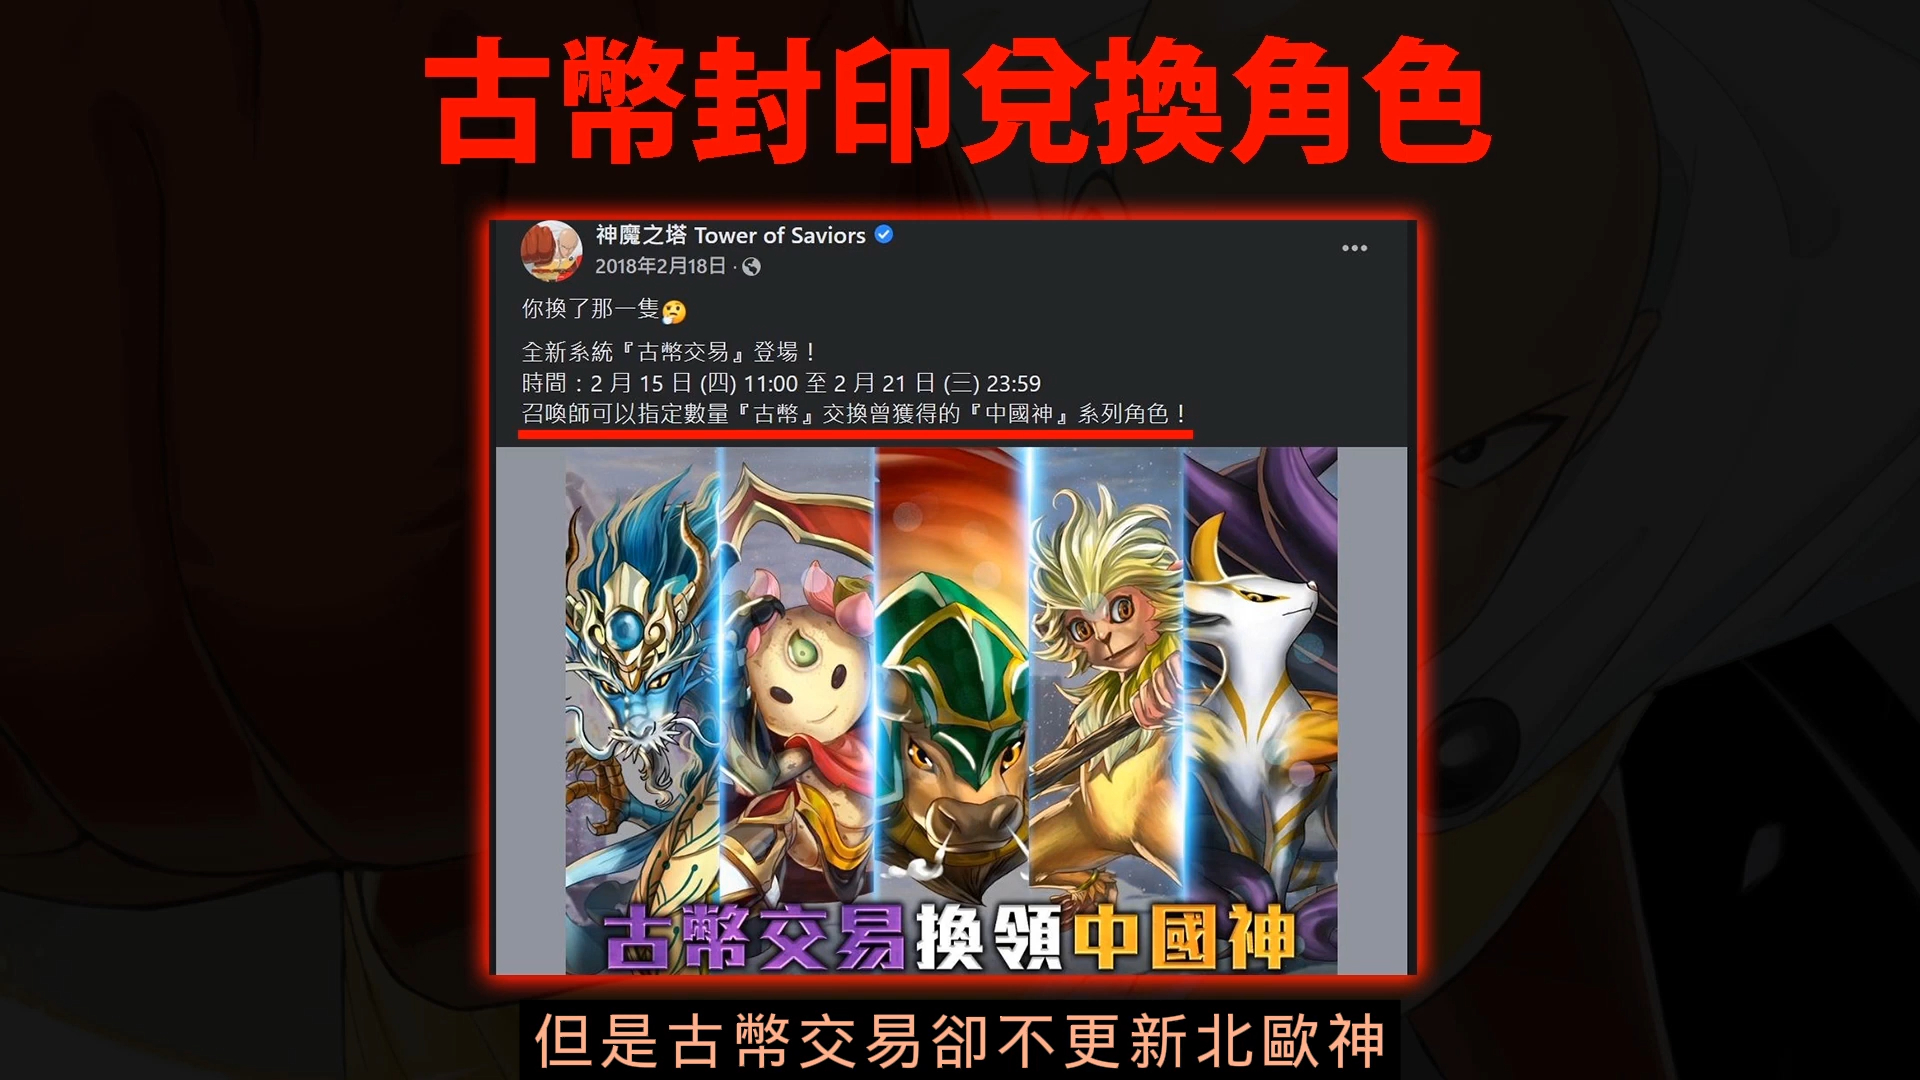 古幣封印兌換角色
神魔之塔 Tower of Saviors
2018年2月18日 ·
你換了那一隻🤔
全新系統『古幣交易』登場！
時間：2 月 15 日 (四) 11:00 至 2 月 21 日 (三) 23:59
召喚師可以指定數量『古幣』交換曾獲得的『中國神』系列角色！
古幣交易換領中國神
但是古幣交易卻不更新北歐神